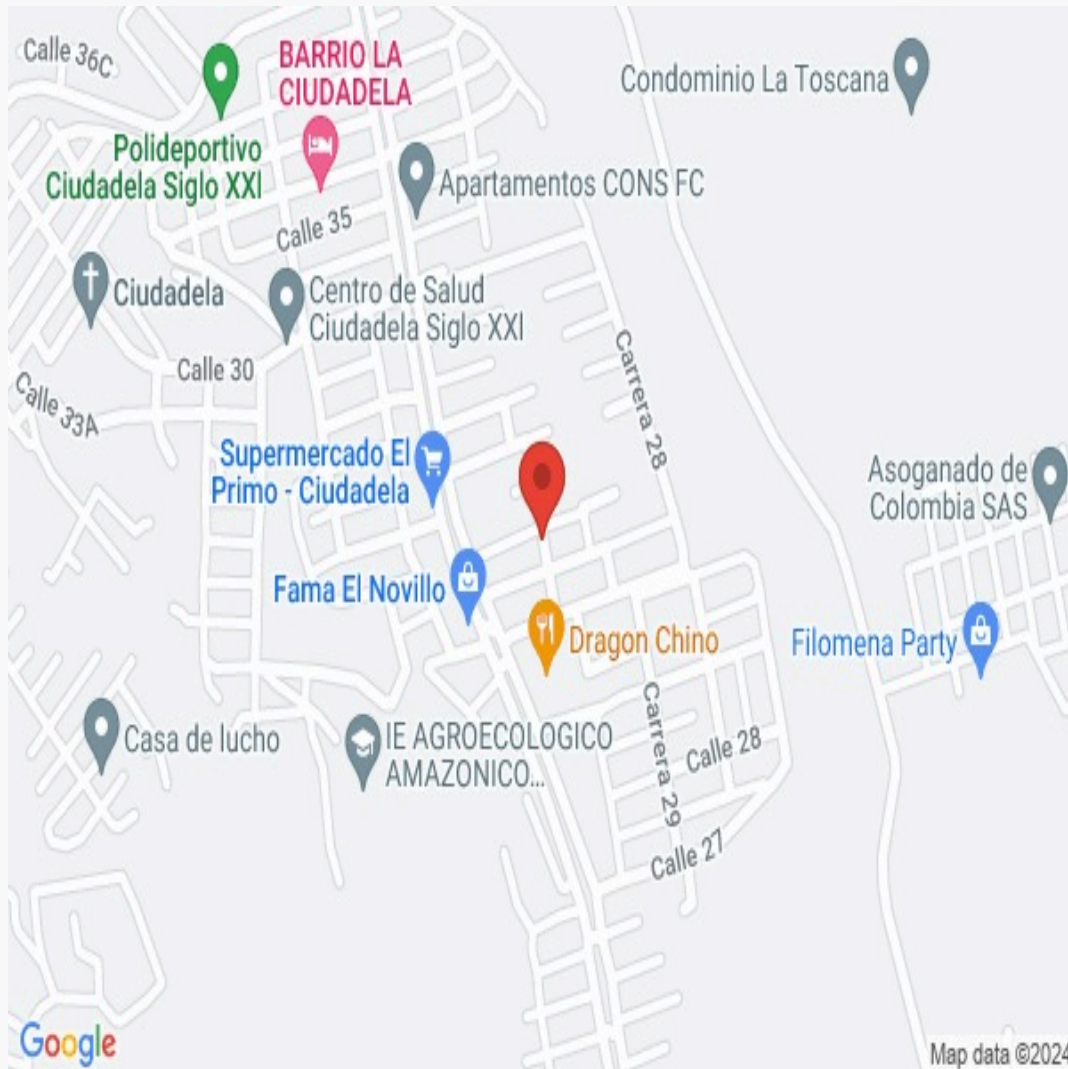 Calle 36C
BARRIO LA
CIUDADELA
Condominio La Toscana
Polideportivo
Ciudadela Siglo XXI
Apartamentos CONS FC
Calle 35
Ciudadela
Centro de Salud
Ciudadela Siglo XXI
Calle 30
Carrera 28
Calle 33A
Supermercado El
Primo - Ciudadela
Asoganado de
Colombia SAS
Fama El Novillo
Dragon Chino
Filomena Party
Casa de lucho
IE AGROECOLOGICO
AMAZONICO...
Carrera 29
Calle 28
Calle 27
Google
Map data ©2024